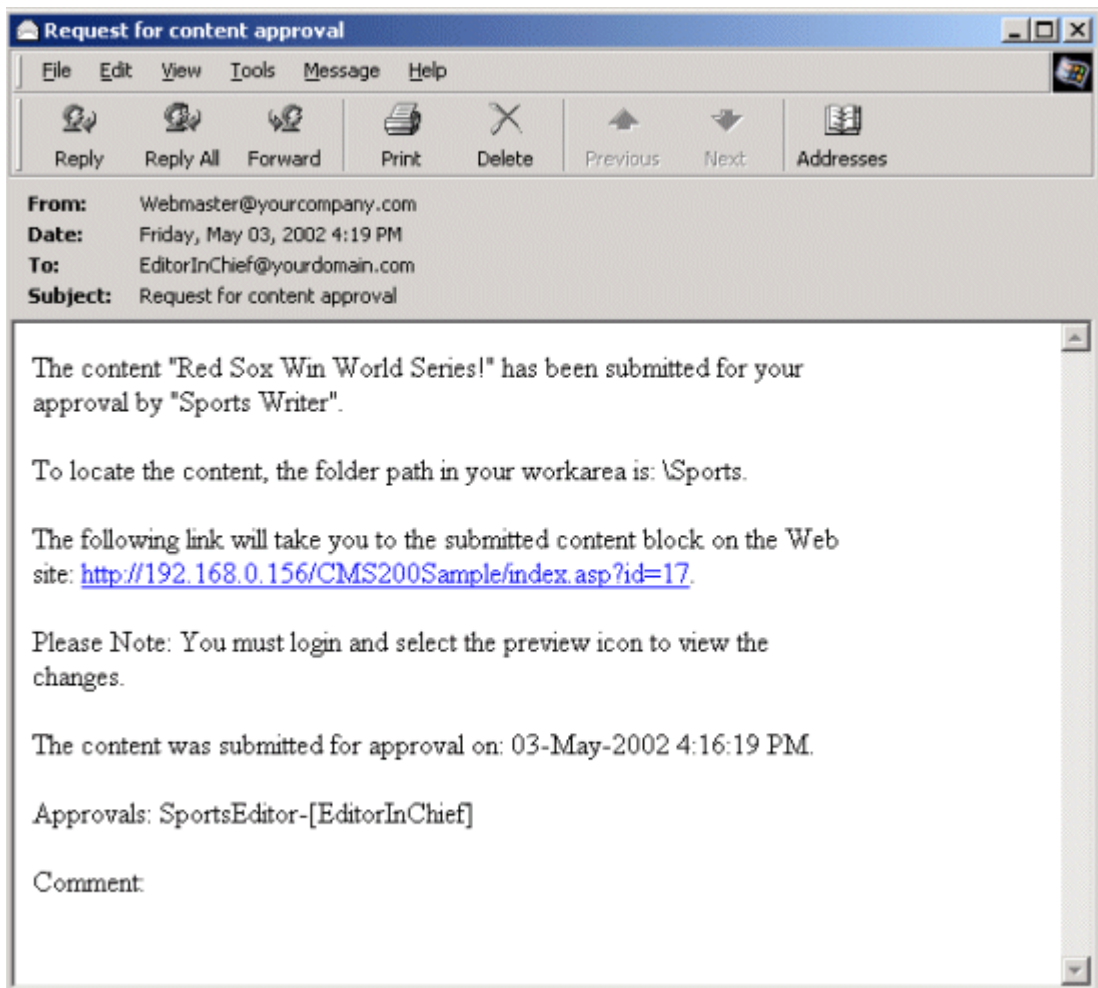 Request for content approval
File Edit View Tools Message Help
Reply Reply All Forward Print Delete Previous Next Addresses
From: Webmaster@yourcompany.com
Date: Friday, May 03, 2002 4:19 PM
To: EditorInChief@yourdomain.com
Subject: Request for content approval
The content "Red Sox Win World Series!" has been submitted for your
approval by "Sports Writer".
To locate the content, the folder path in your workarea is: \Sports.
The following link will take you to the submitted content block on the Web
site: http://192.168.0.156/CMS200Sample/index.asp?id=17.
Please Note: You must login and select the preview icon to view the
changes.
The content was submitted for approval on: 03-May-2002 4:16:19 PM.
Approvals: SportsEditor-[EditorInChief]
Comment: